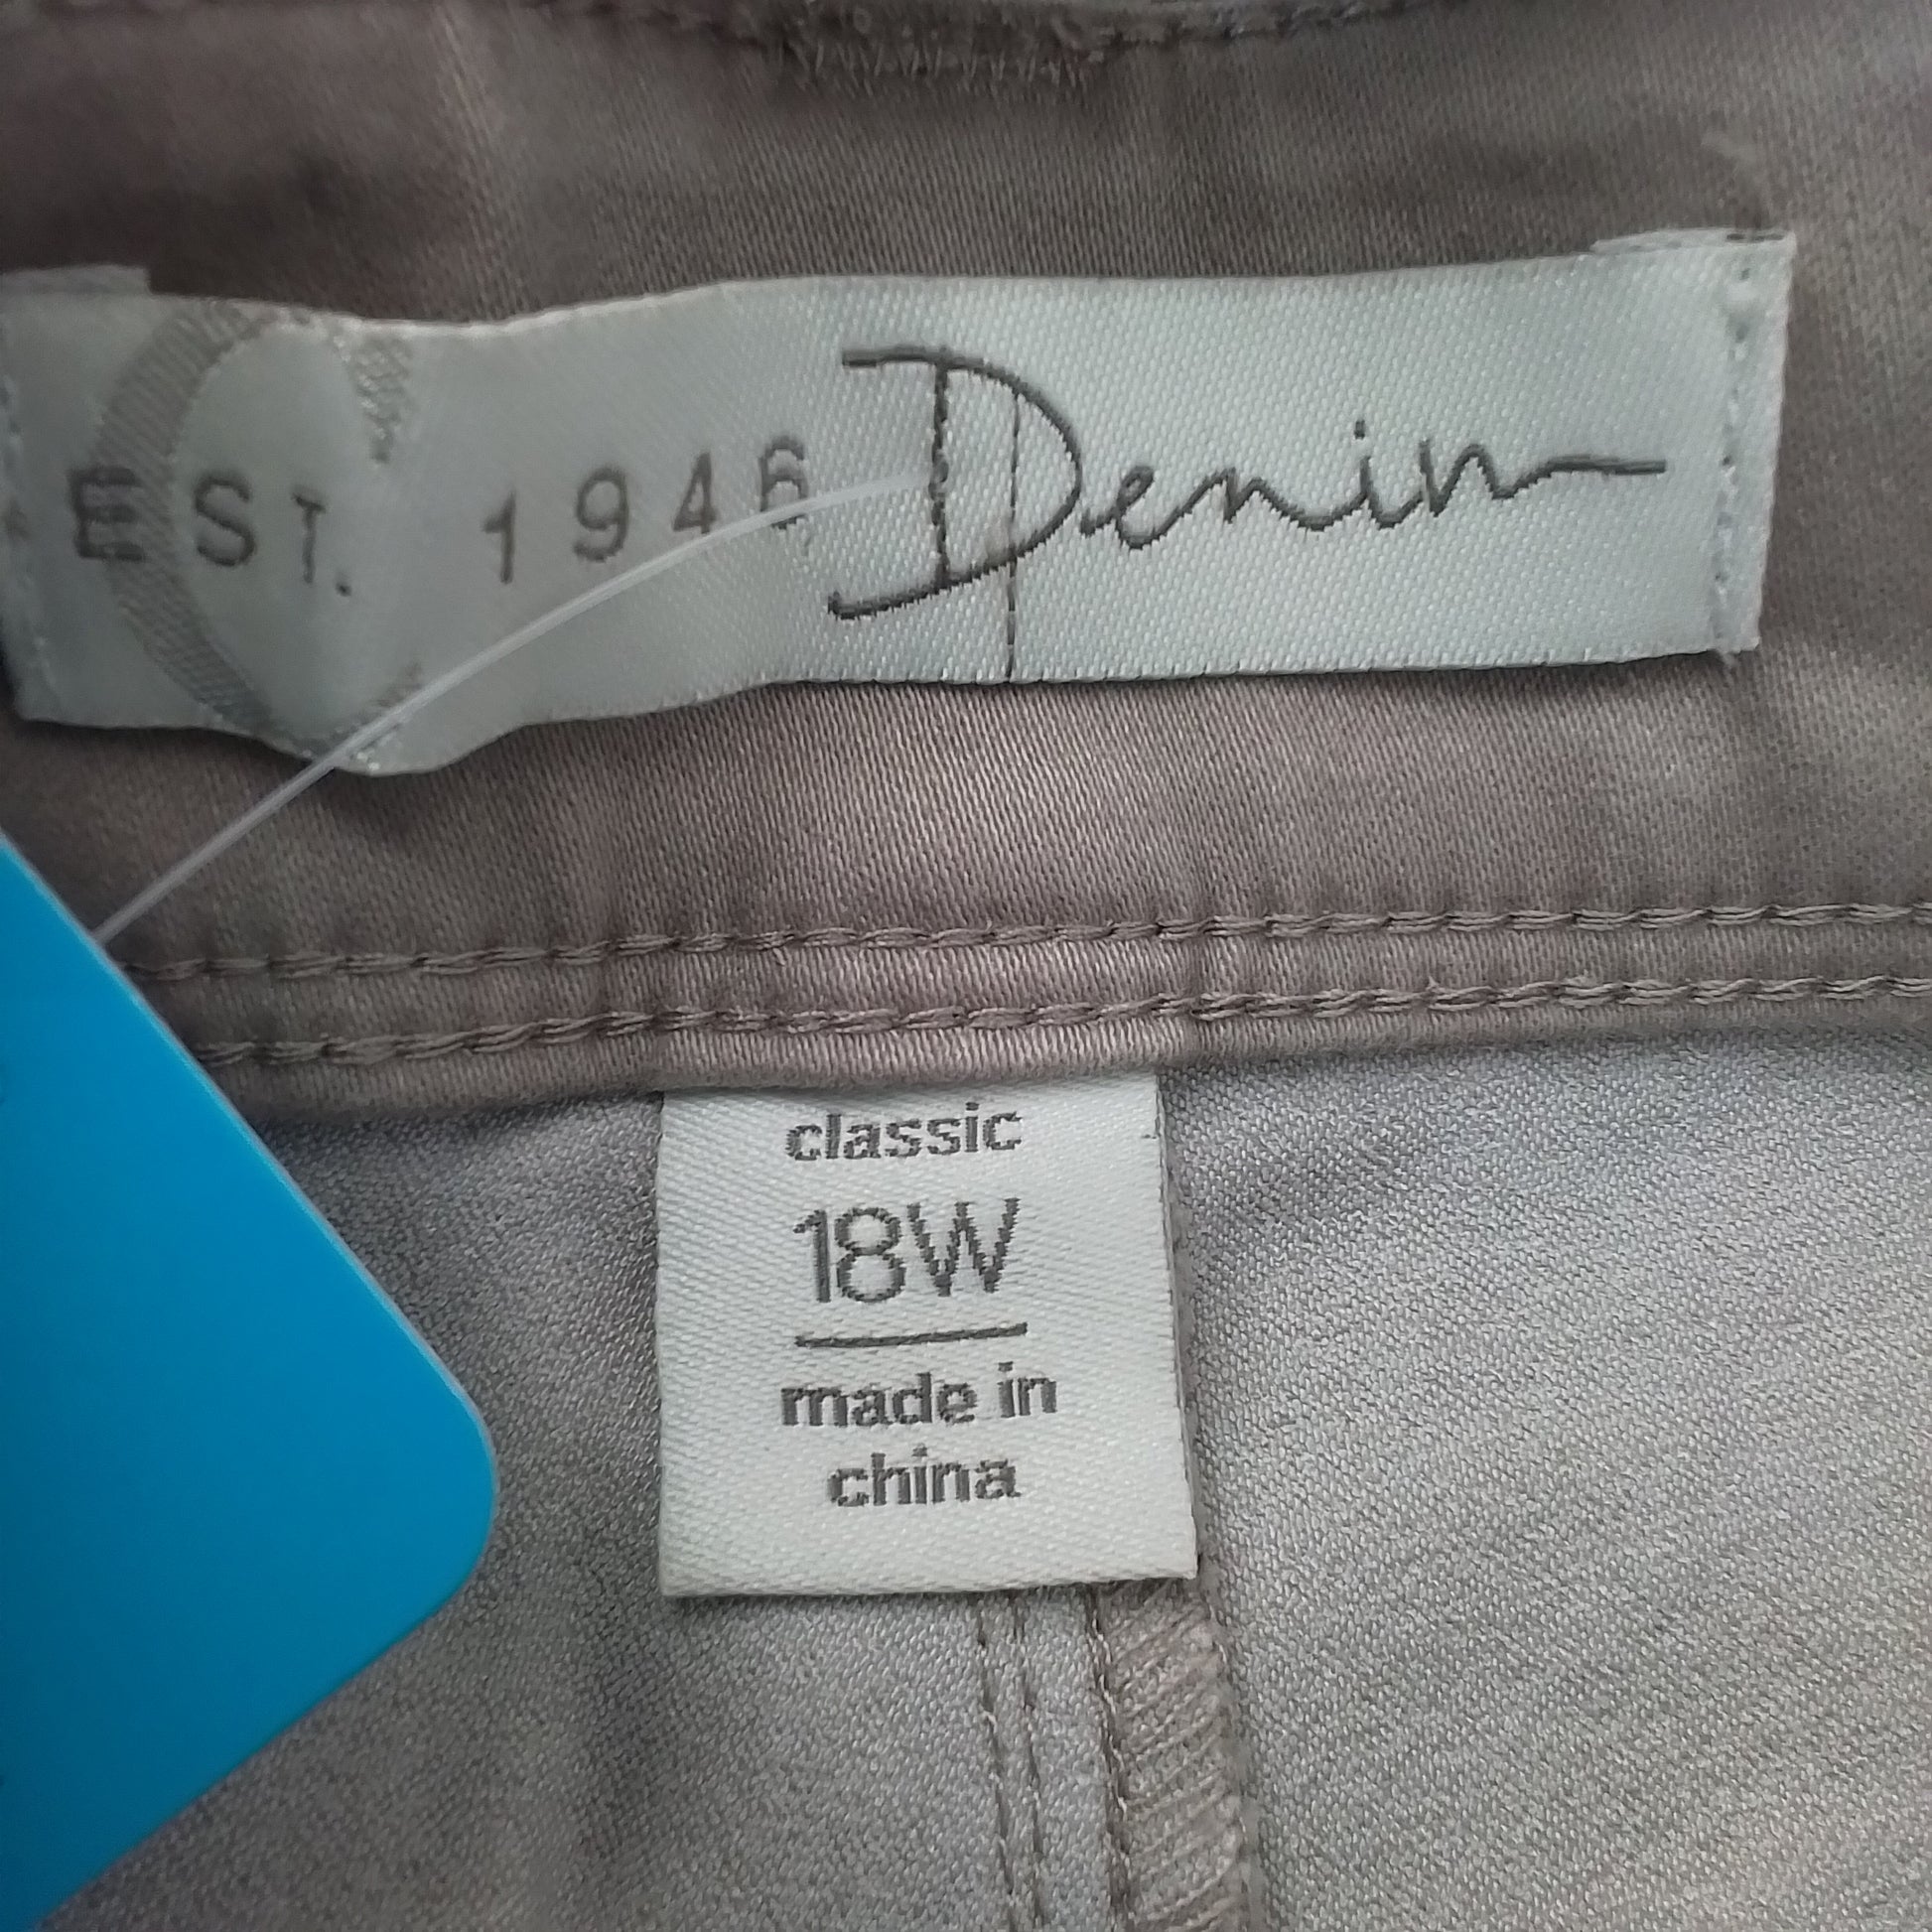 EST. 1946 Denim
classic
18W
made in
china